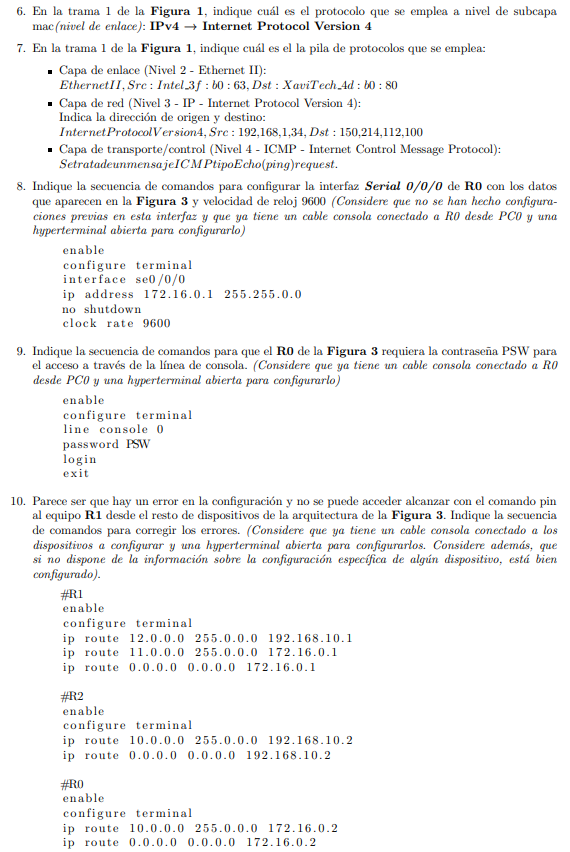 6. En la trama 1 de la Figura 1, indique cuál es el protocolo que se emplea a nivel de subcapa
mac(nivel de enlace): IPv4 → Internet Protocol Version 4
7. En la trama 1 de la Figura 1, indique cuál es el la pila de protocolos que se emplea:
▪ Capa de enlace (Nivel 2 - Ethernet II):
EthernetII, Src : Intel_3f : b0 : 63, Dst : XaviTech_4d : b0 : 80
▪ Capa de red (Nivel 3 - IP - Internet Protocol Version 4):
Indica la dirección de origen y destino:
InternetProtocolVersion4, Src : 192,168,1,34, Dst : 150,214,112,100
▪ Capa de transporte/control (Nivel 4 - ICMP - Internet Control Message Protocol):
SetratadeunmensajeICMPtipoEcho(ping)request.
8. Indique la secuencia de comandos para configurar la interfaz Serial 0/0/0 de R0 con los datos
que aparecen en la Figura 3 y velocidad de reloj 9600 (Considere que no se han hecho configura-
ciones previas en esta interfaz y que ya tiene un cable consola conectado a R0 desde PC0 y una
hyperterminal abierta para configurarlo)
enable
configure terminal
interface se0/0/0
ip address 172.16.0.1 255.255.0.0
no shutdown
clock rate 9600
9. Indique la secuencia de comandos para que el R0 de la Figura 3 requiera la contraseña PSW para
el acceso a través de la línea de consola. (Considere que ya tiene un cable consola conectado a R0
desde PC0 y una hyperterminal abierta para configurarlo)
enable
configure terminal
line console 0
password PSW
login
exit
10. Parece ser que hay un error en la configuración y no se puede acceder alcanzar con el comando pin
al equipo R1 desde el resto de dispositivos de la arquitectura de la Figura 3. Indique la secuencia
de comandos para corregir los errores. (Considere que ya tiene un cable consola conectado a los
dispositivos a configurar y una hyperterminal abierta para configurarlos. Considere además, que
si no dispone de la información sobre la configuración específica de algún dispositivo, está bien
configurado).
#R1
enable
configure terminal
ip route 12.0.0.0 255.0.0.0 192.168.10.1
ip route 11.0.0.0 255.0.0.0 172.16.0.1
ip route 0.0.0.0 0.0.0.0 172.16.0.1
#R2
enable
configure terminal
ip route 10.0.0.0 255.0.0.0 192.168.10.2
ip route 0.0.0.0 0.0.0.0 192.168.10.2
#R0
enable
configure terminal
ip route 10.0.0.0 255.0.0.0 172.16.0.2
ip route 0.0.0.0 0.0.0.0 172.16.0.2